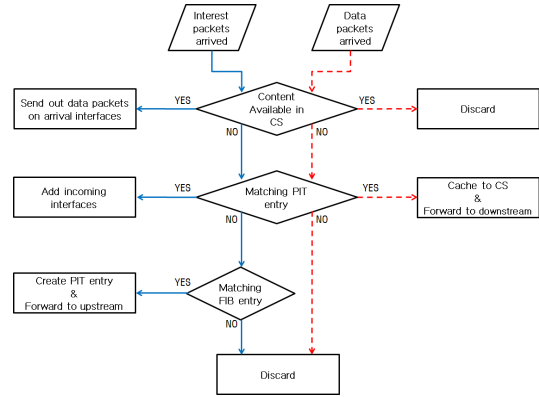 Interest
packets
arrived
Data
packets
arrived
Send out data packets
on arrival interfaces
YES
Content
Available in
CS
YES
Discard
NO
NO
Add incoming
interfaces
YES
Matching PIT
entry
YES
Cache to CS
&
Forward to downstream
NO
NO
Create PIT entry
&
Forward to upstream
YES
Matching
FIB entry
NO
Discard